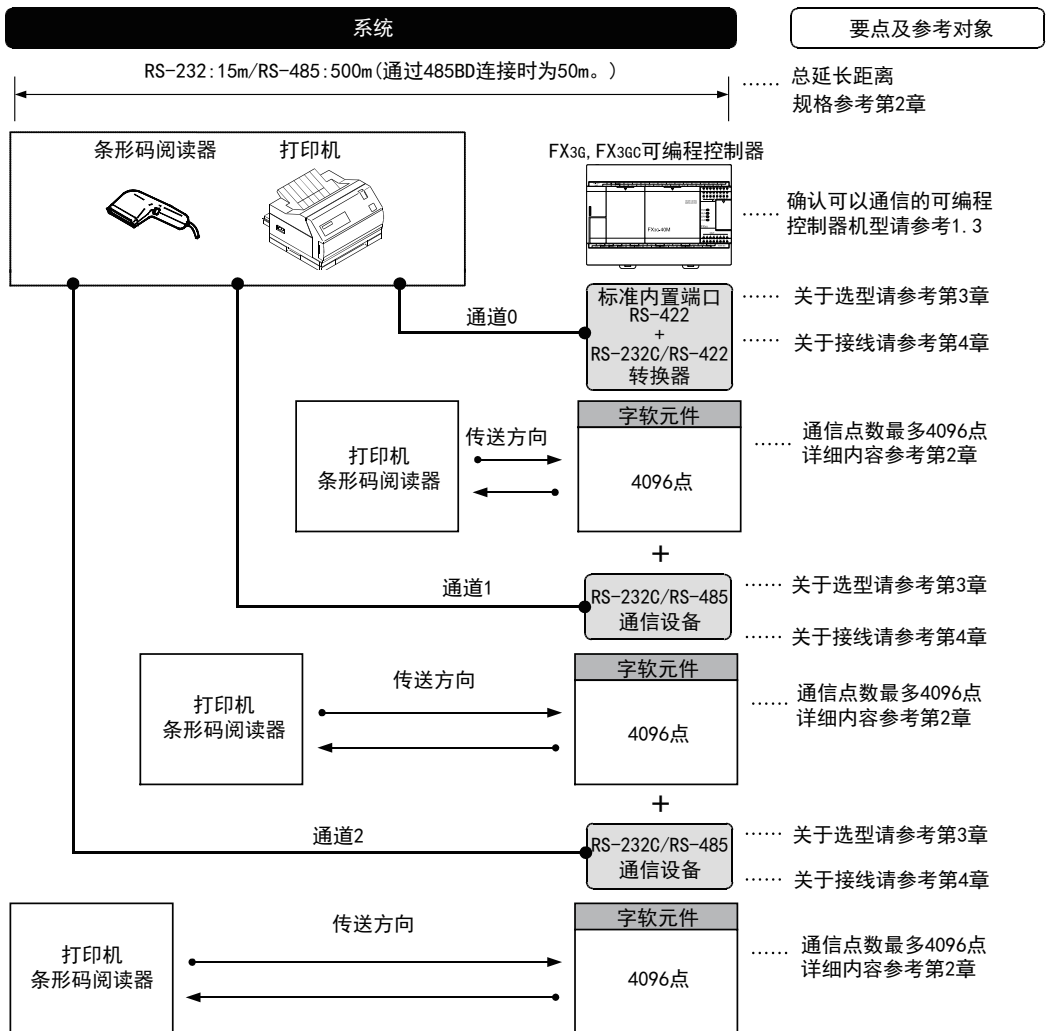 系统
要点及参考对象
RS-232:15m/RS-485:500m(通过485BD连接时为50m。)
…… 总延长距离
规格参考第2章
条形码阅读器
打印机
FX3G, FX3GC可编程控制器
FX3G-40M
…… 确认可以通信的可编程
控制器机型请参考1.3
通道0
标准内置端口
RS-422
+
RS-232C/RS-422
转换器
…… 关于选型请参考第3章
…… 关于接线请参考第4章
打印机
条形码阅读器
传送方向
字软元件
4096点
…… 通信点数最多4096点
详细内容参考第2章
+
通道1
RS-232C/RS-485
通信设备
…… 关于选型请参考第3章
…… 关于接线请参考第4章
打印机
条形码阅读器
传送方向
字软元件
4096点
…… 通信点数最多4096点
详细内容参考第2章
+
通道2
RS-232C/RS-485
通信设备
…… 关于选型请参考第3章
…… 关于接线请参考第4章
打印机
条形码阅读器
传送方向
字软元件
4096点
…… 通信点数最多4096点
详细内容参考第2章